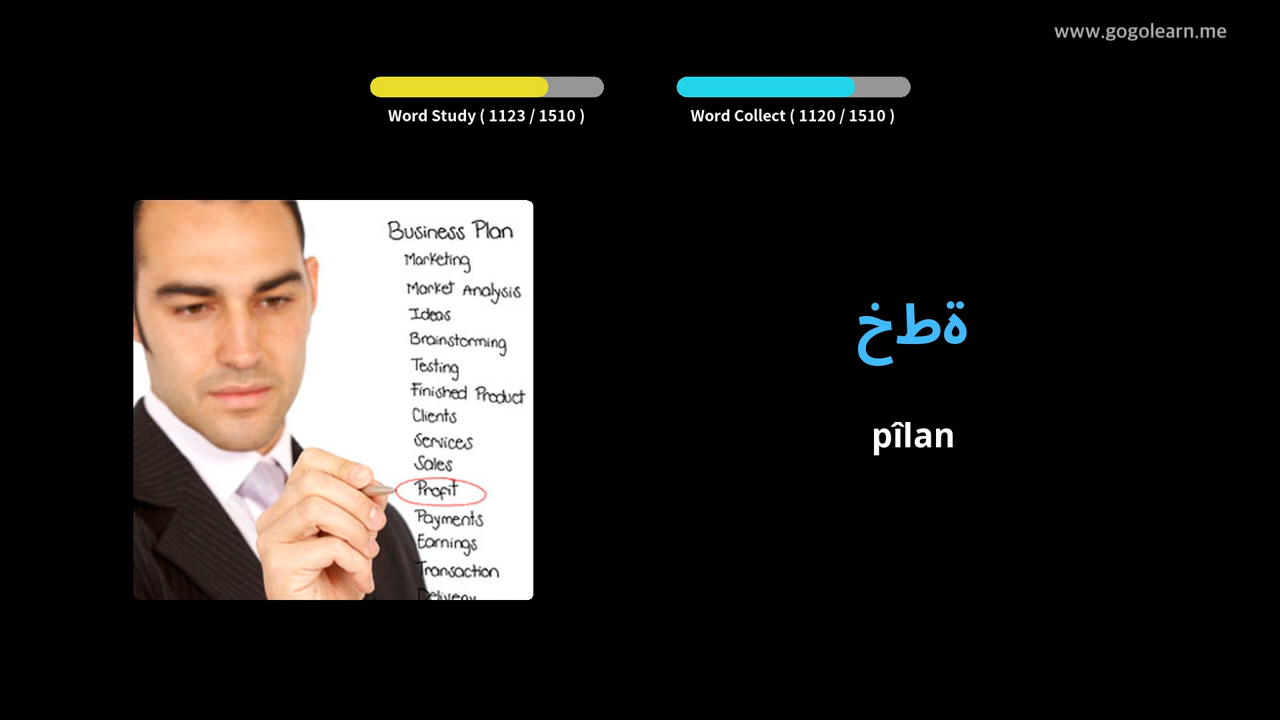 www.gogolearn.me
Word Study ( 1123 / 1510 )
Word Collect ( 1120 / 1510 )
Business Plan
Marketing
Market Analysis
Ideas
Brainstorming
Testing
Finished Product
Clients
Services
Sales
Profit
Payments
Earnings
Transaction
Delivery
خطة
pîlan